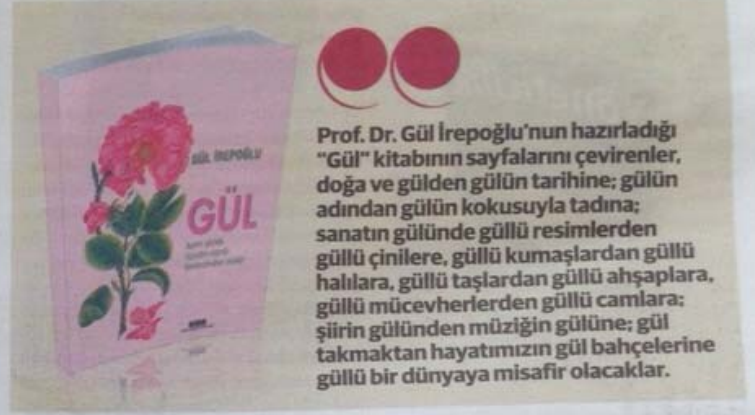 GÜL İREPOĞLU
GÜL
Prof. Dr. Gül İrepoğlu'nun hazırladığı
"Gül" kitabının sayfalarını çevirenler,
doğa ve gülden gülün tarihine; gülün
adından gülün kokusuyla tadına;
sanatın gülünde güllü resimlerden
güllü çinilere, güllü kumaşlardan güllü
halılara, güllü taşlardan güllü ahşaplara,
güllü mücevherlerden güllü camlara;
şiirin gülünden müziğin gülüne; gül
takmaktan hayatımızın gül bahçelerine
güllü bir dünyaya misafir olacaklar.